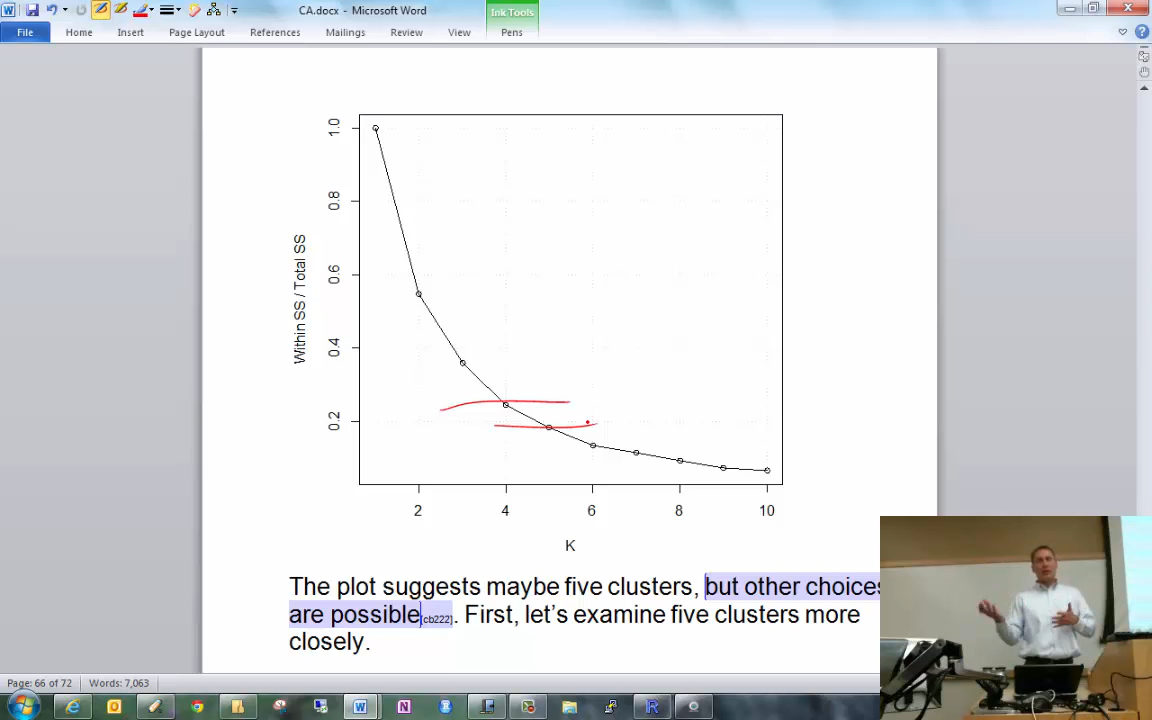 CA.docx - Microsoft Word
Ink Tools
File Home Insert Page Layout References Mailings Review View Pens
1.0
0.8
0.6
0.4
0.2
Within SS / Total SS
2 4 6 8 10
K
The plot suggests maybe five clusters, but other choices
are possible[cb222]. First, let's examine five clusters more
closely.
Page: 66 of 72 Words: 7,063